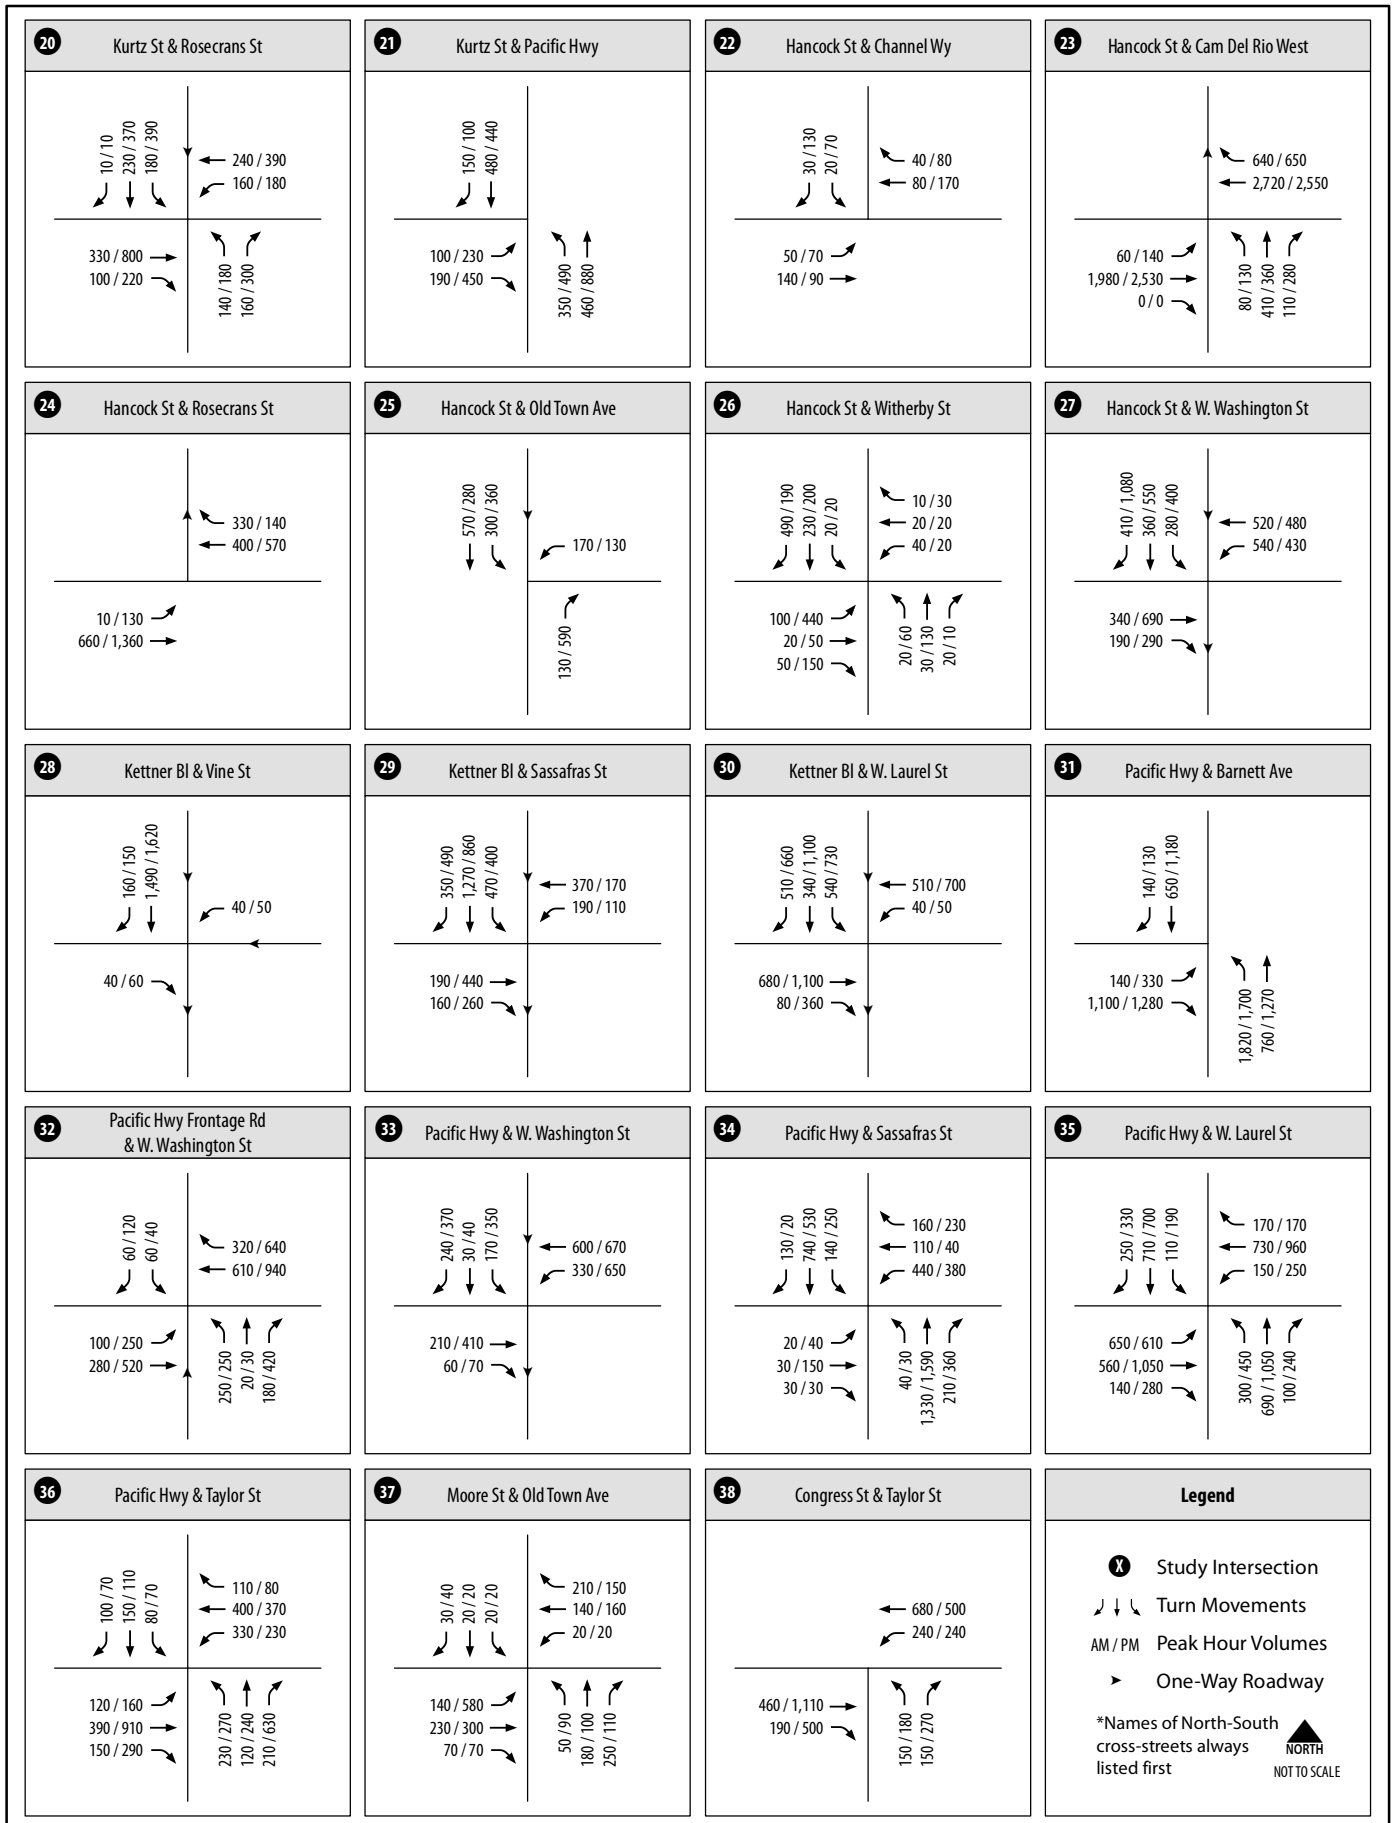 20 Kurtz St & Rosecrans St
10 / 10
230 / 370
180 / 390
240 / 390
160 / 180
330 / 800
100 / 220
140 / 180
160 / 300
21 Kurtz St & Pacific Hwy
150 / 100
480 / 440
100 / 230
190 / 450
350 / 490
460 / 880
22 Hancock St & Channel Wy
30 / 130
20 / 70
40 / 80
80 / 170
50 / 70
140 / 90
23 Hancock St & Cam Del Rio West
640 / 650
2,720 / 2,550
60 / 140
1,980 / 2,530
0 / 0
80 / 130
410 / 360
110 / 280
24 Hancock St & Rosecrans St
330 / 140
400 / 570
10 / 130
660 / 1,360
25 Hancock St & Old Town Ave
570 / 280
300 / 360
170 / 130
130 / 590
26 Hancock St & Witherby St
490 / 190
230 / 200
20 / 20
10 / 30
20 / 20
40 / 20
100 / 440
20 / 50
50 / 150
20 / 60
30 / 130
20 / 10
27 Hancock St & W. Washington St
410 / 1,080
360 / 550
280 / 400
520 / 480
540 / 430
340 / 690
190 / 290
28 Kettner Bl & Vine St
160 / 150
1,490 / 1,620
40 / 50
40 / 60
29 Kettner Bl & Sassafras St
350 / 490
1,270 / 860
470 / 400
370 / 170
190 / 110
190 / 440
160 / 260
30 Kettner Bl & W. Laurel St
510 / 660
340 / 1,100
540 / 730
510 / 700
40 / 50
680 / 1,100
80 / 360
31 Pacific Hwy & Barnett Ave
140 / 130
650 / 1,180
140 / 330
1,100 / 1,280
1,820 / 1,700
760 / 1,270
32 Pacific Hwy Frontage Rd
& W. Washington St
60 / 120
60 / 40
320 / 640
610 / 940
100 / 250
280 / 520
250 / 250
20 / 30
180 / 420
33 Pacific Hwy & W. Washington St
240 / 370
30 / 40
170 / 350
600 / 670
330 / 650
210 / 410
60 / 70
34 Pacific Hwy & Sassafras St
130 / 20
740 / 530
140 / 250
160 / 230
110 / 40
440 / 380
20 / 40
30 / 150
30 / 30
40 / 30
1,330 / 1,590
210 / 360
35 Pacific Hwy & W. Laurel St
250 / 330
710 / 700
110 / 190
170 / 170
730 / 960
150 / 250
650 / 610
560 / 1,050
140 / 280
300 / 450
690 / 1,050
100 / 240
36 Pacific Hwy & Taylor St
100 / 70
150 / 110
80 / 70
110 / 80
400 / 370
330 / 230
120 / 160
390 / 910
150 / 290
230 / 270
120 / 240
210 / 630
37 Moore St & Old Town Ave
30 / 40
20 / 20
20 / 20
210 / 150
140 / 160
20 / 20
140 / 580
230 / 300
70 / 70
50 / 90
180 / 100
250 / 110
38 Congress St & Taylor St
680 / 500
240 / 240
460 / 1,110
190 / 500
150 / 180
150 / 270
Legend
X Study Intersection
Turn Movements
AM / PM Peak Hour Volumes
One-Way Roadway
*Names of North-South
cross-streets always
listed first
NORTH
NOT TO SCALE